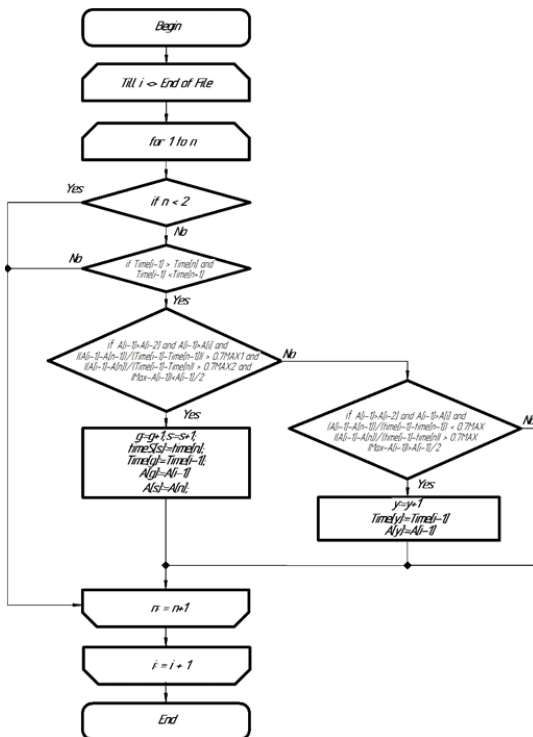 Begin
Till i <> End of File
for 1 to n
Yes
if n < 2
No
No
if Time[i-1] > Time[n] and
Time[i-1] <Time[n+1]
Yes
if A[i-1]>A[i-2] and A[i-1]>A[i] and
|(A[i-1]-A[n-1])/(Time[i-1]-Time[n-1])| > 0.7MAX1 and
|(A[i-1]-A[n])/(Time[i-1]-Time[n])| > 0.7MAX2 and
|Max-A[i-1]<A[i-1]/2
No
Yes
g=g+1; s=s+1;
timeS[s]=time[n];
Time[g]=Time[i-1];
A[g]=A[i-1]
A[s]=A[n];
if A[i-1]>A[i-2] and A[i-1]>A[i] and
(A[i-1]-A[n-1])/(time[i-1]-time[n-1]) < 0.7MAX
|(A[i-1]-A[n])/(time[i-1]-time[n])| > 0.7MAX
|Max-A[i-1]>A[i-1]/2
No
Yes
y=y+1
Time[y]=Time[i-1]
A[y]=A[i-1]
n: = n+1
i: = i + 1
End